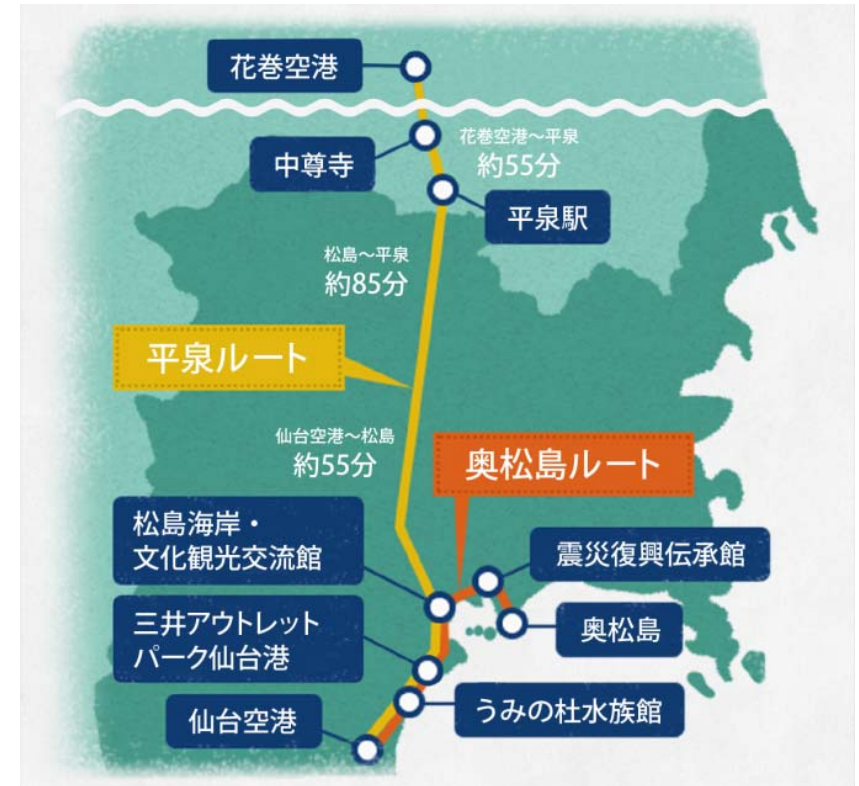 花巻空港
中尊寺
花巻空港～平泉
約55分
平泉駅
松島～平泉
約85分
平泉ルート
仙台空港～松島
約55分
奥松島ルート
松島海岸・
文化観光交流館
震災復興伝承館
三井アウトレット
パーク仙台港
奥松島
仙台空港
うみの杜水族館